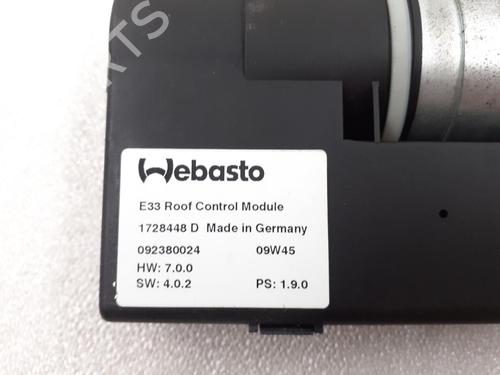 ARTS
Webasto
E33 Roof Control Module
1728448 D Made in Germany
092380024 09W45
HW: 7.0.0
SW: 4.0.2 PS: 1.9.0